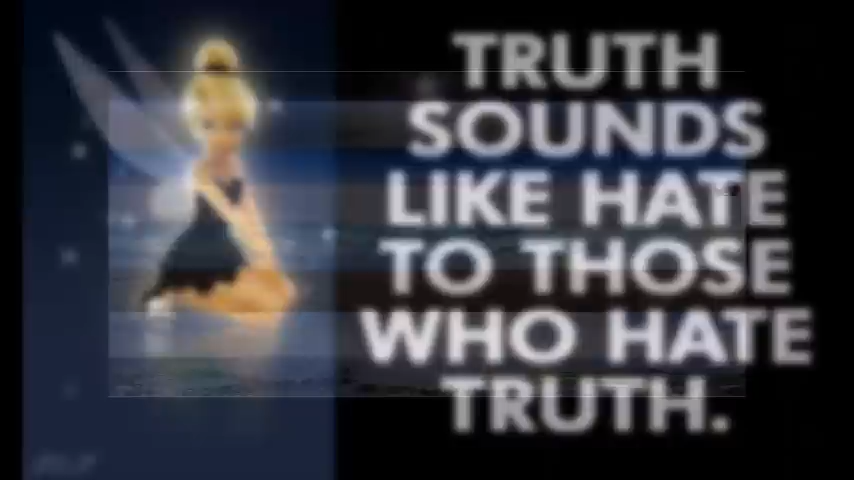 TRUTH
SOUNDS
LIKE HATE
TO THOSE
WHO HATE
TRUTH.